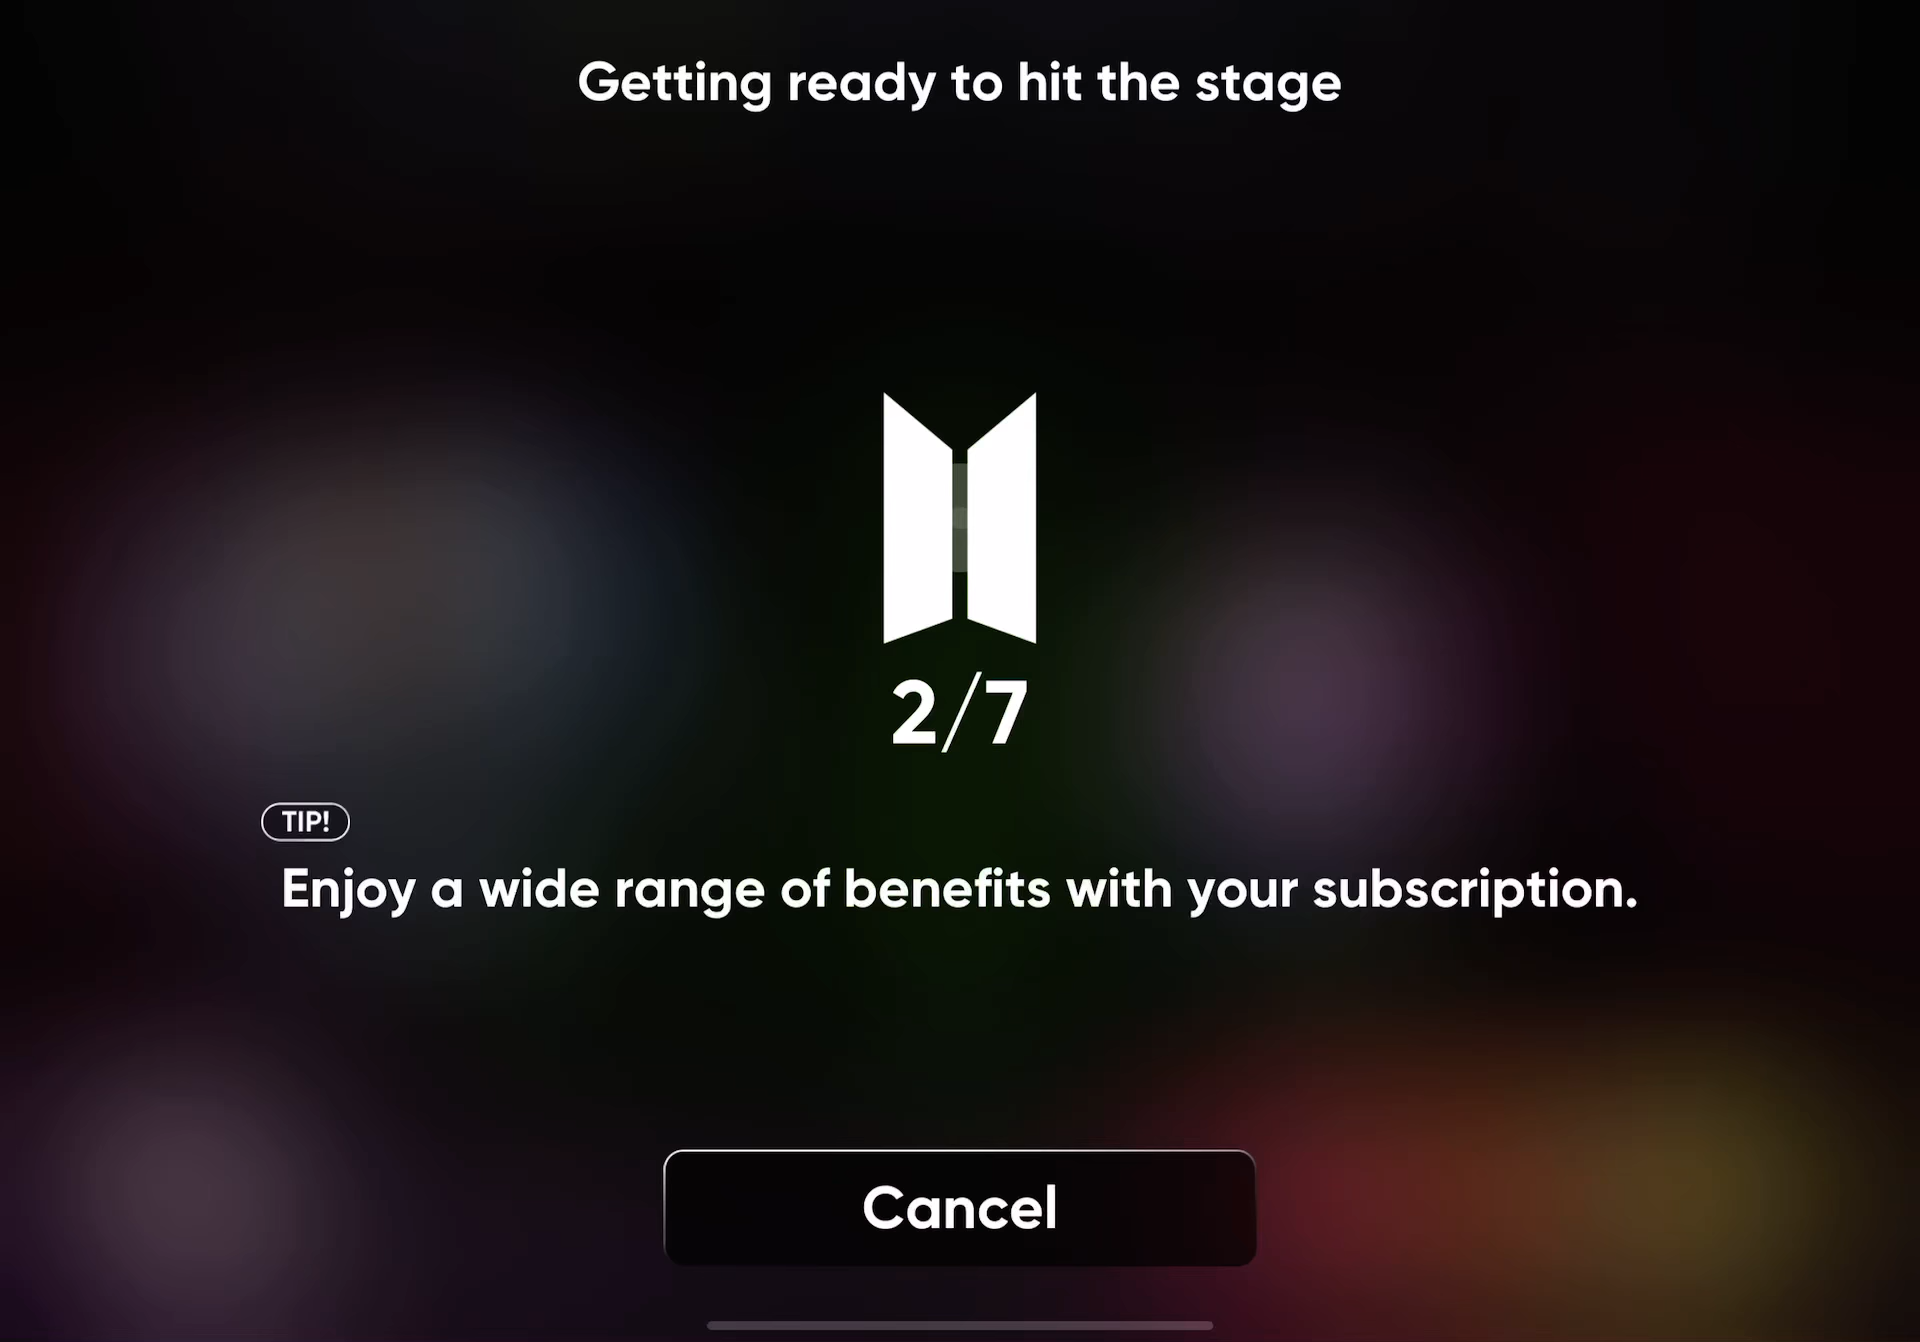 Getting ready to hit the stage
2/7
TIP!
Enjoy a wide range of benefits with your subscription.
Cancel